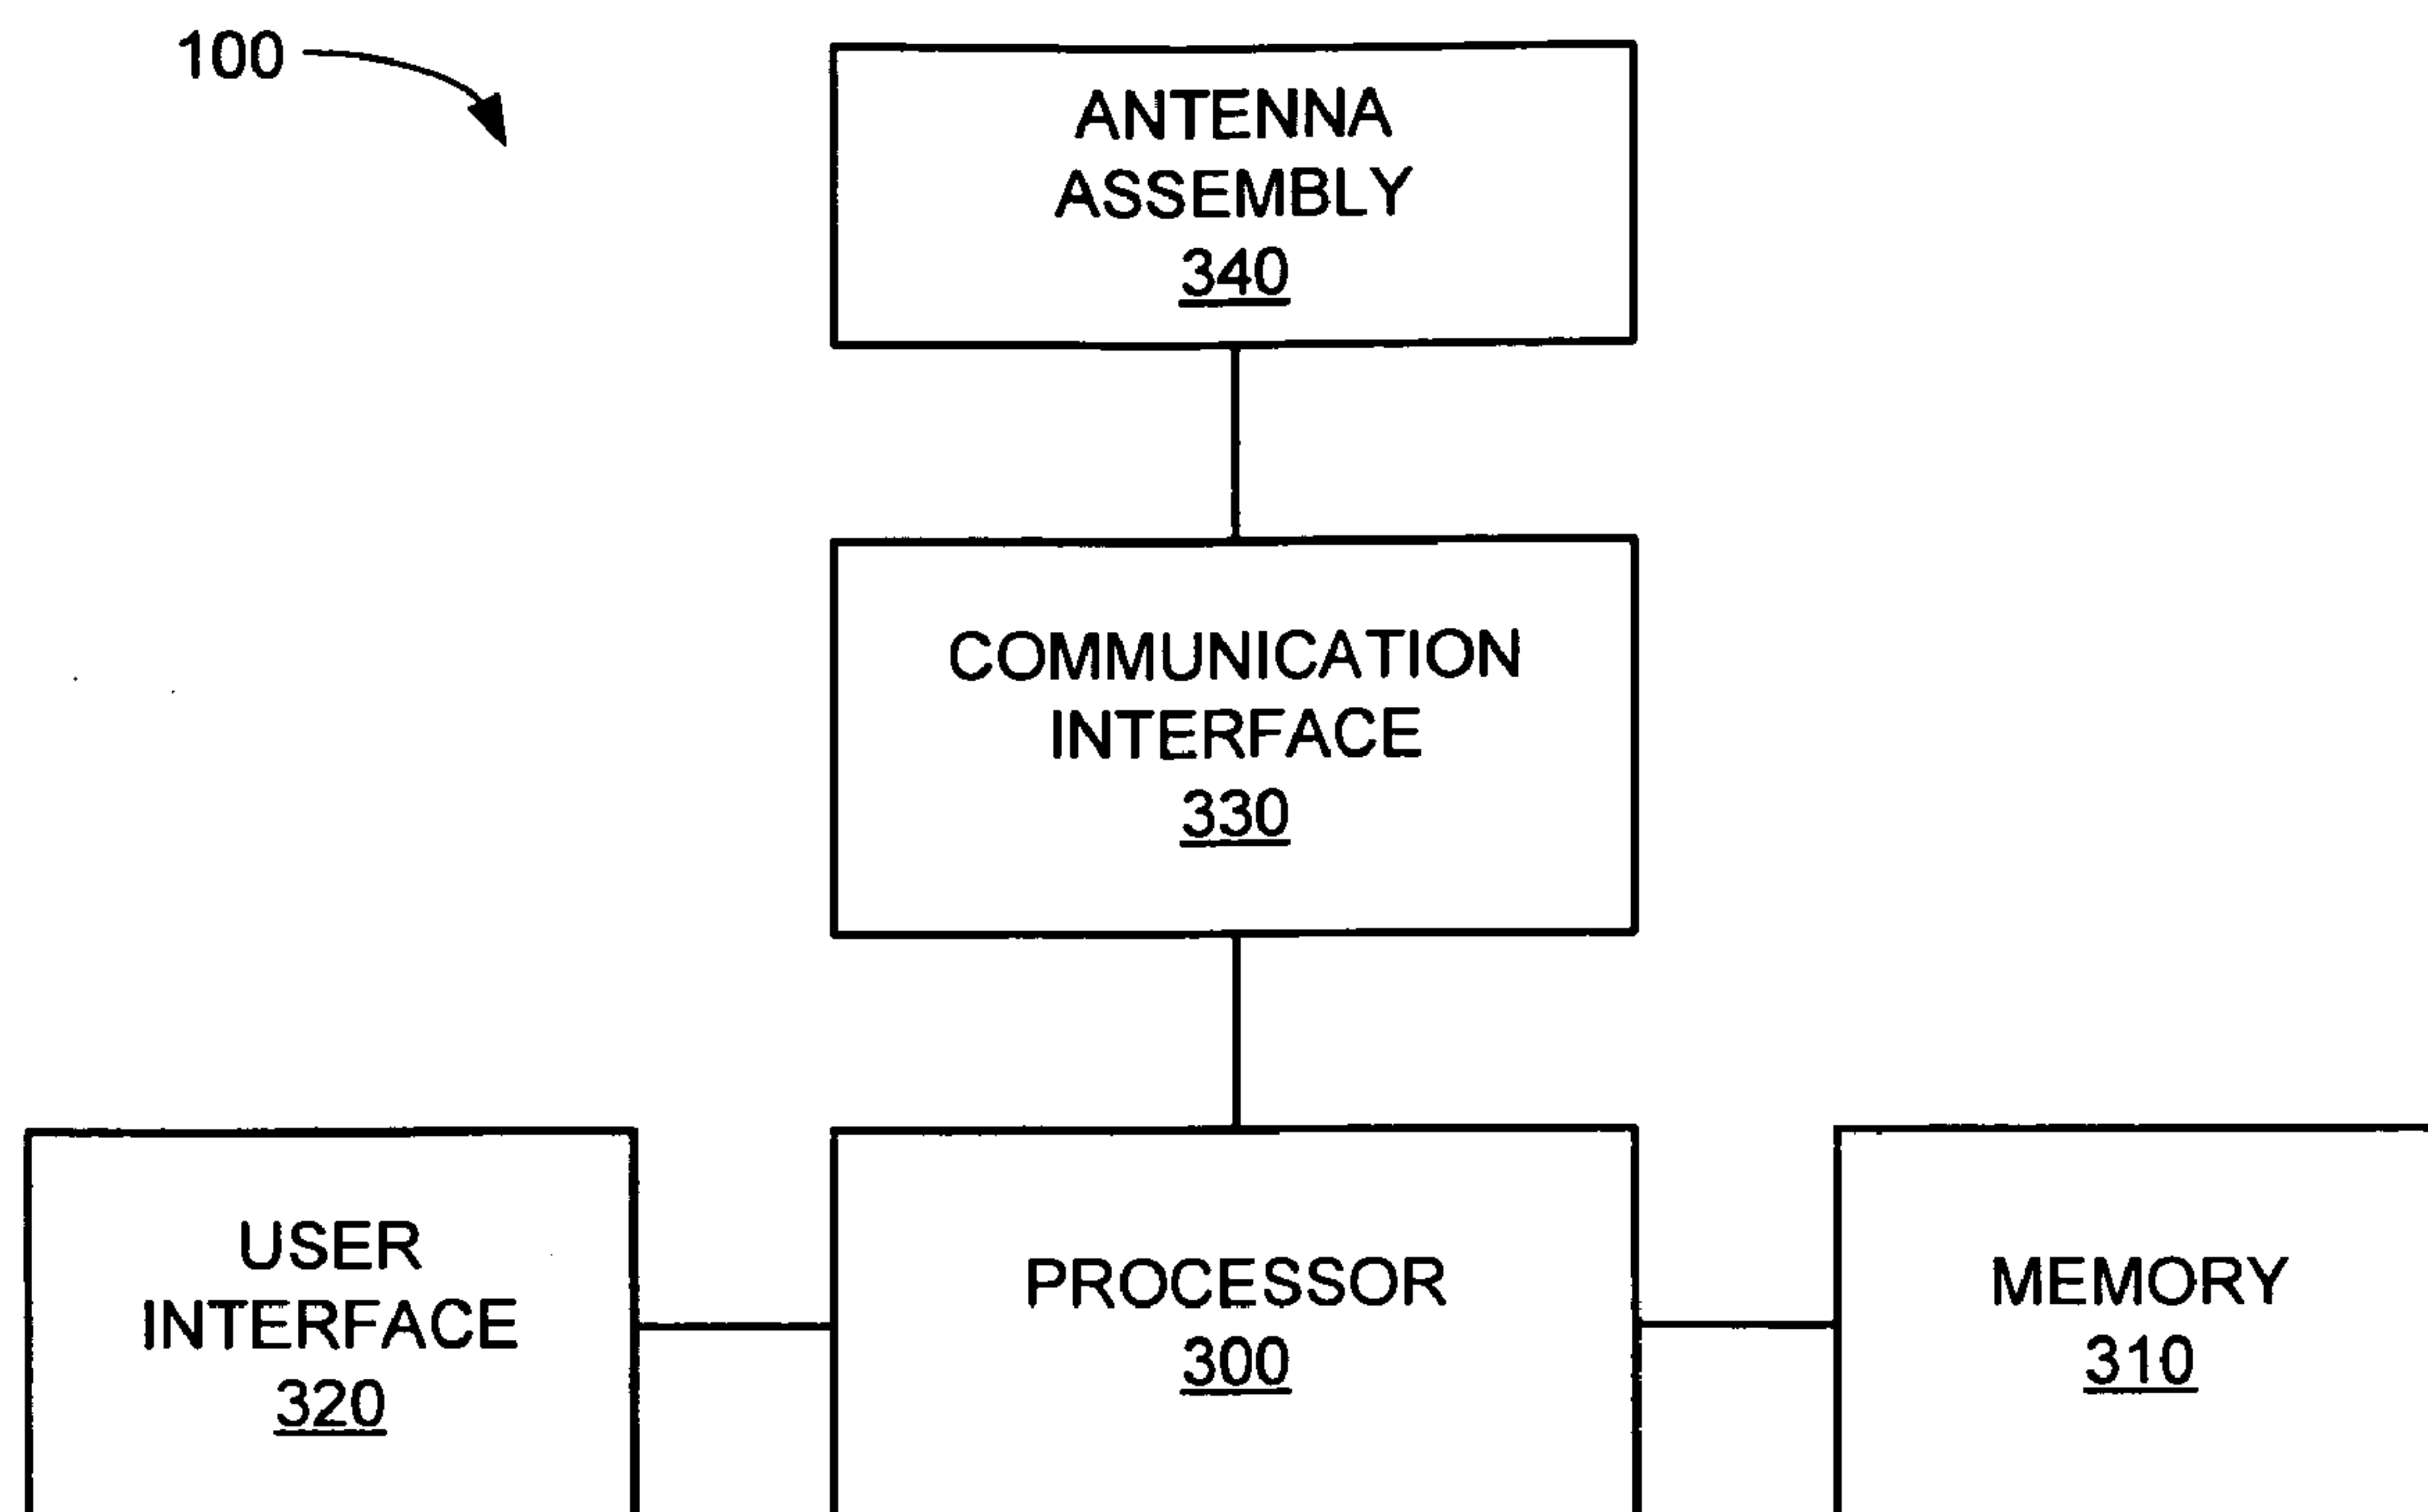 100
ANTENNA
ASSEMBLY
340
COMMUNICATION
INTERFACE
330
USER
INTERFACE
320
PROCESSOR
300
MEMORY
310